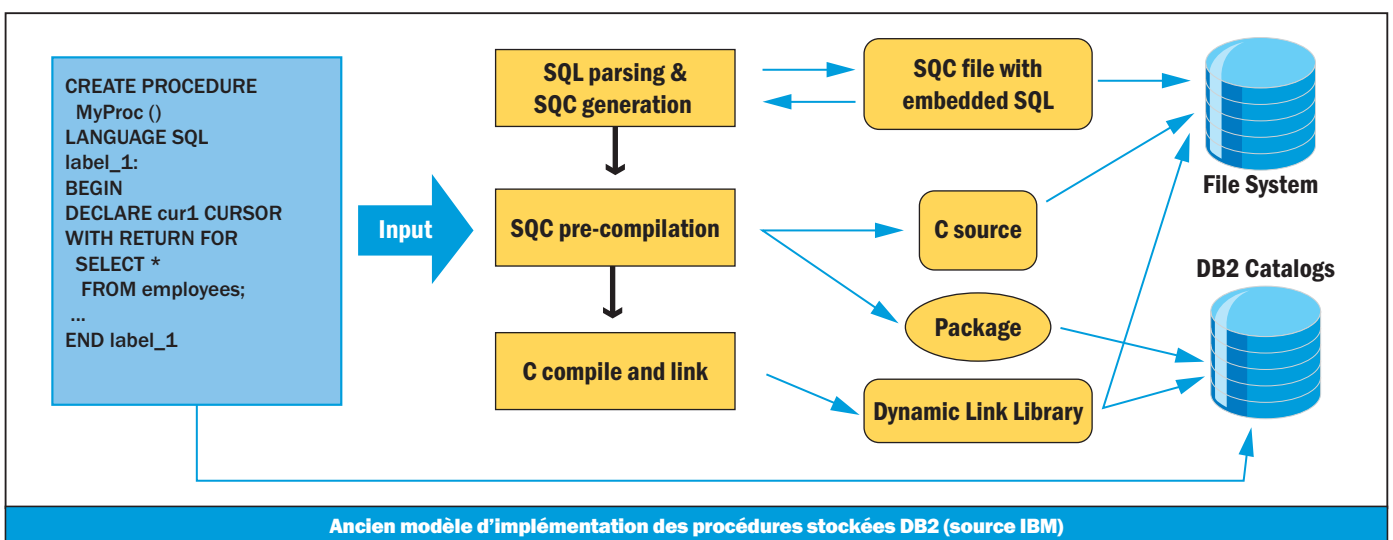 CREATE PROCEDURE
MyProc ()
LANGUAGE SQL
label_1:
BEGIN
DECLARE cur1 CURSOR
WITH RETURN FOR
SELECT *
FROM employees;
...
END label_1
Input
SQL parsing &
SQC generation
SQC pre-compilation
C compile and link
SQC file with
embedded SQL
C source
Package
Dynamic Link Library
File System
DB2 Catalogs
Ancien modèle d’implémentation des procédures stockées DB2 (source IBM)